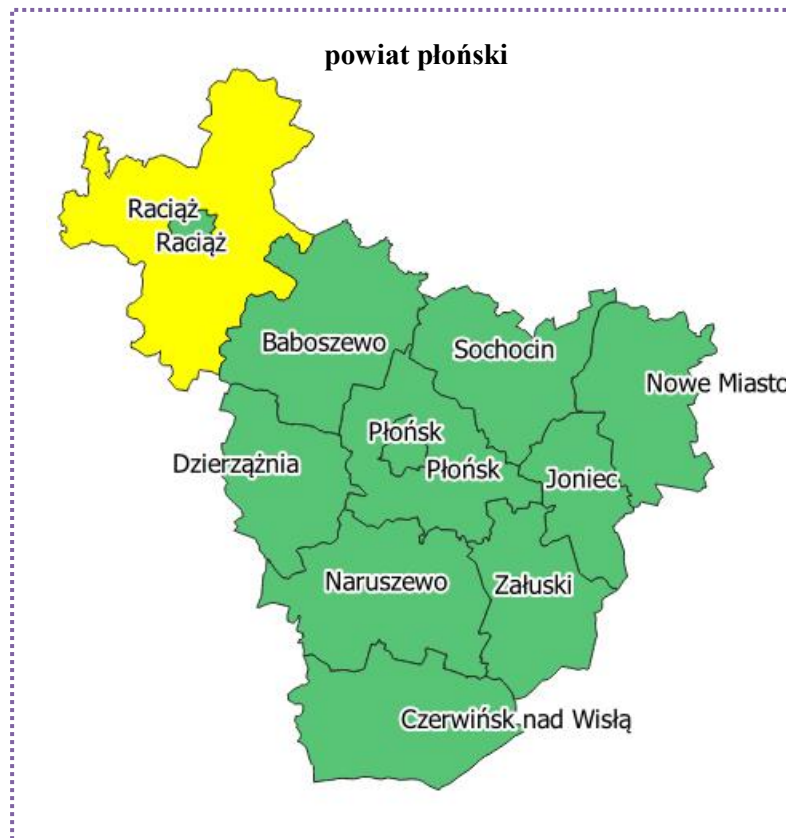 powiat płoński
Raciąż
Raciąż
Baboszewo
Sochocin
Nowe Miasto
Płońsk
Dzierzążnia
Płońsk
Joniec
Naruszewo
Załuski
Czerwińsk nad Wisłą